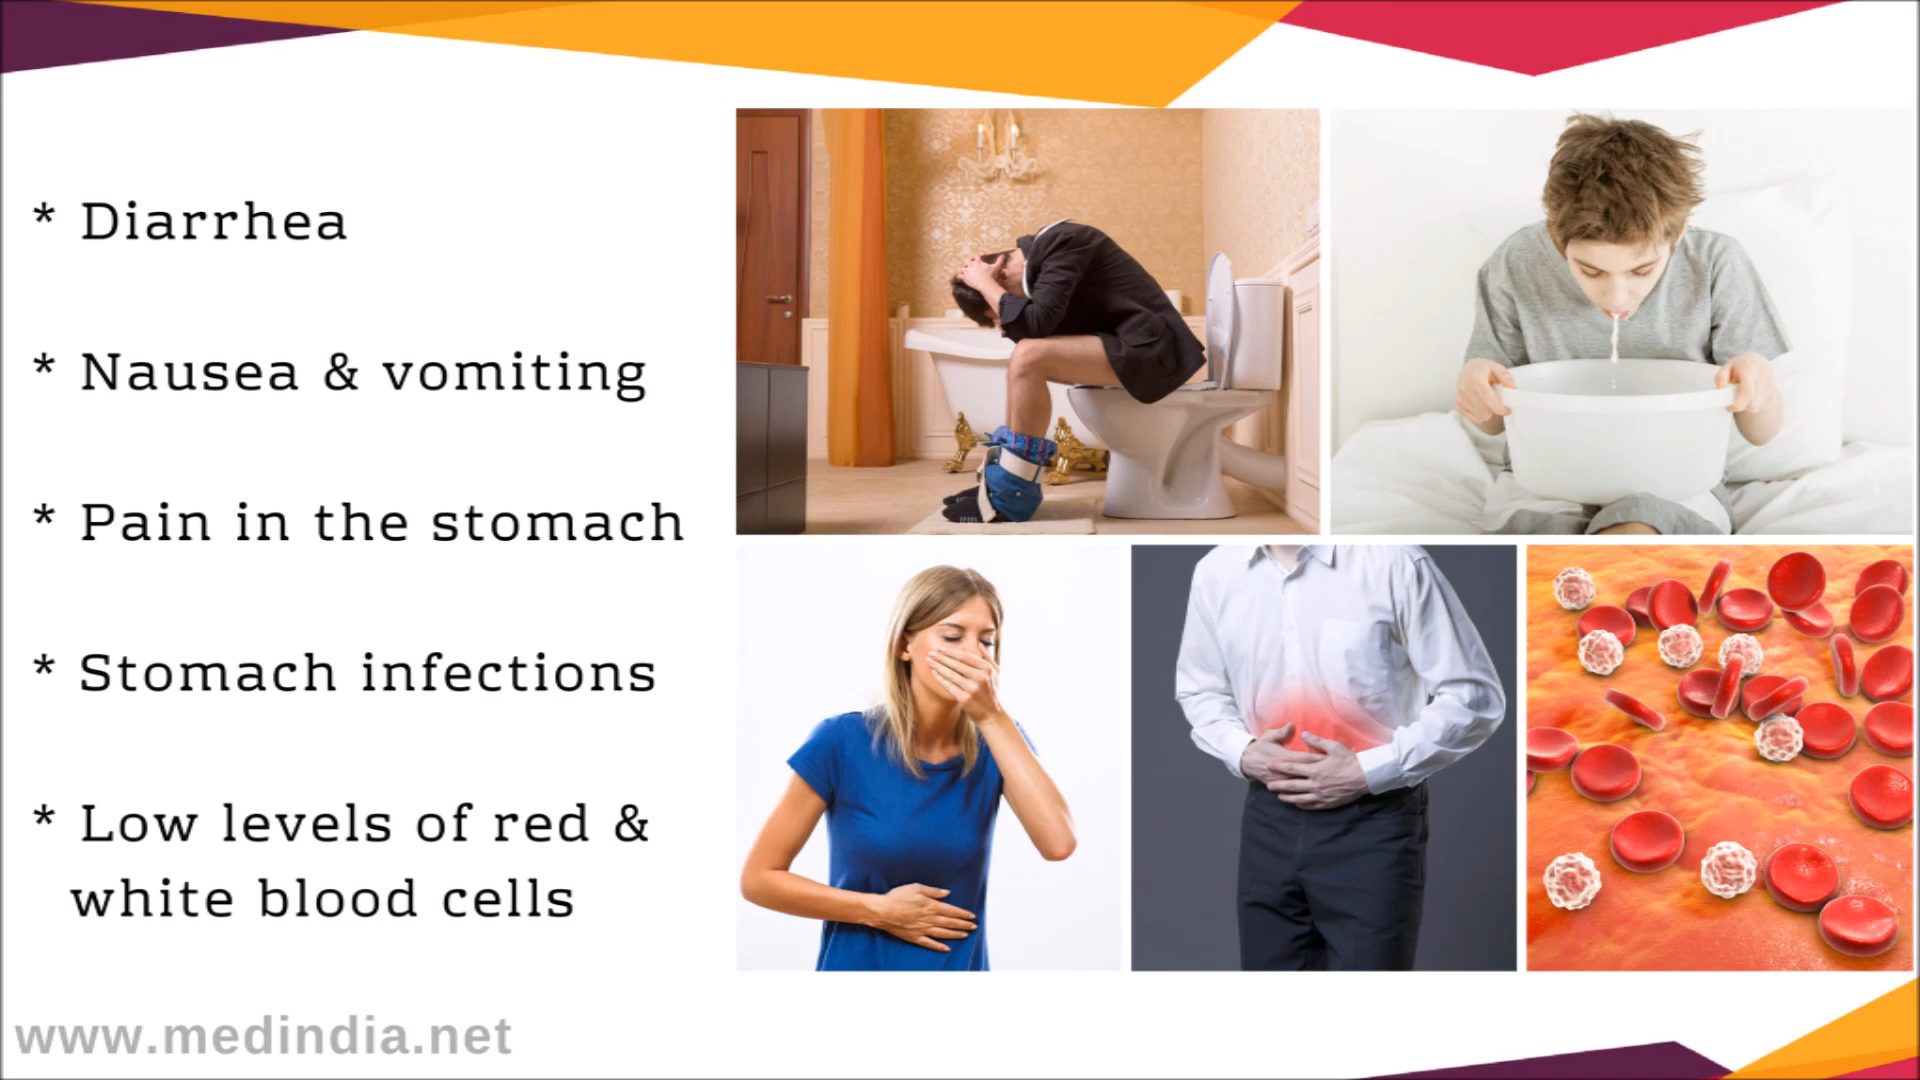 * Diarrhea
* Nausea & vomiting
* Pain in the stomach
* Stomach infections
* Low levels of red &
white blood cells
www.medindia.net